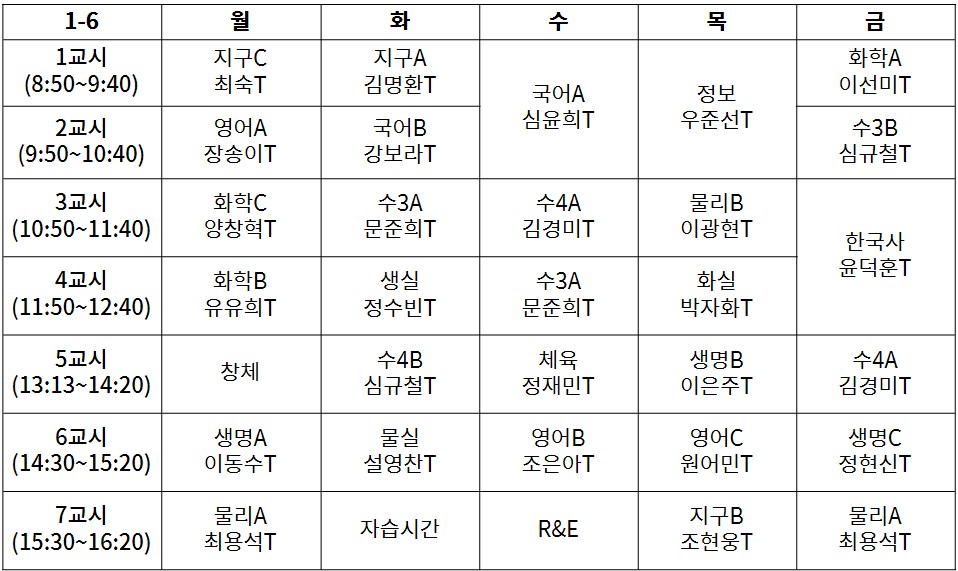 1-6 월 화 수 목 금
1교시
(8:50~9:40)
지구C
최숙T
지구A
김명환T
국어A
심윤희T
정보
우준선T
화학A
이선미T
2교시
(9:50~10:40)
영어A
장송이T
국어B
강보라T
수3B
심규철T
3교시
(10:50~11:40)
화학C
양창혁T
수3A
문준희T
수4A
김경미T
물리B
이광현T
한국사
윤덕훈T
4교시
(11:50~12:40)
화학B
유유희T
생실
정수빈T
수3A
문준희T
화실
박자화T
5교시
(13:13~14:20)
창체
수4B
심규철T
체육
정재민T
생명B
이은주T
수4A
김경미T
6교시
(14:30~15:20)
생명A
이동수T
물실
설영찬T
영어B
조은아T
영어C
원어민T
생명C
정현신T
7교시
(15:30~16:20)
물리A
최용석T
자습시간
R&E
지구B
조현웅T
물리A
최용석T